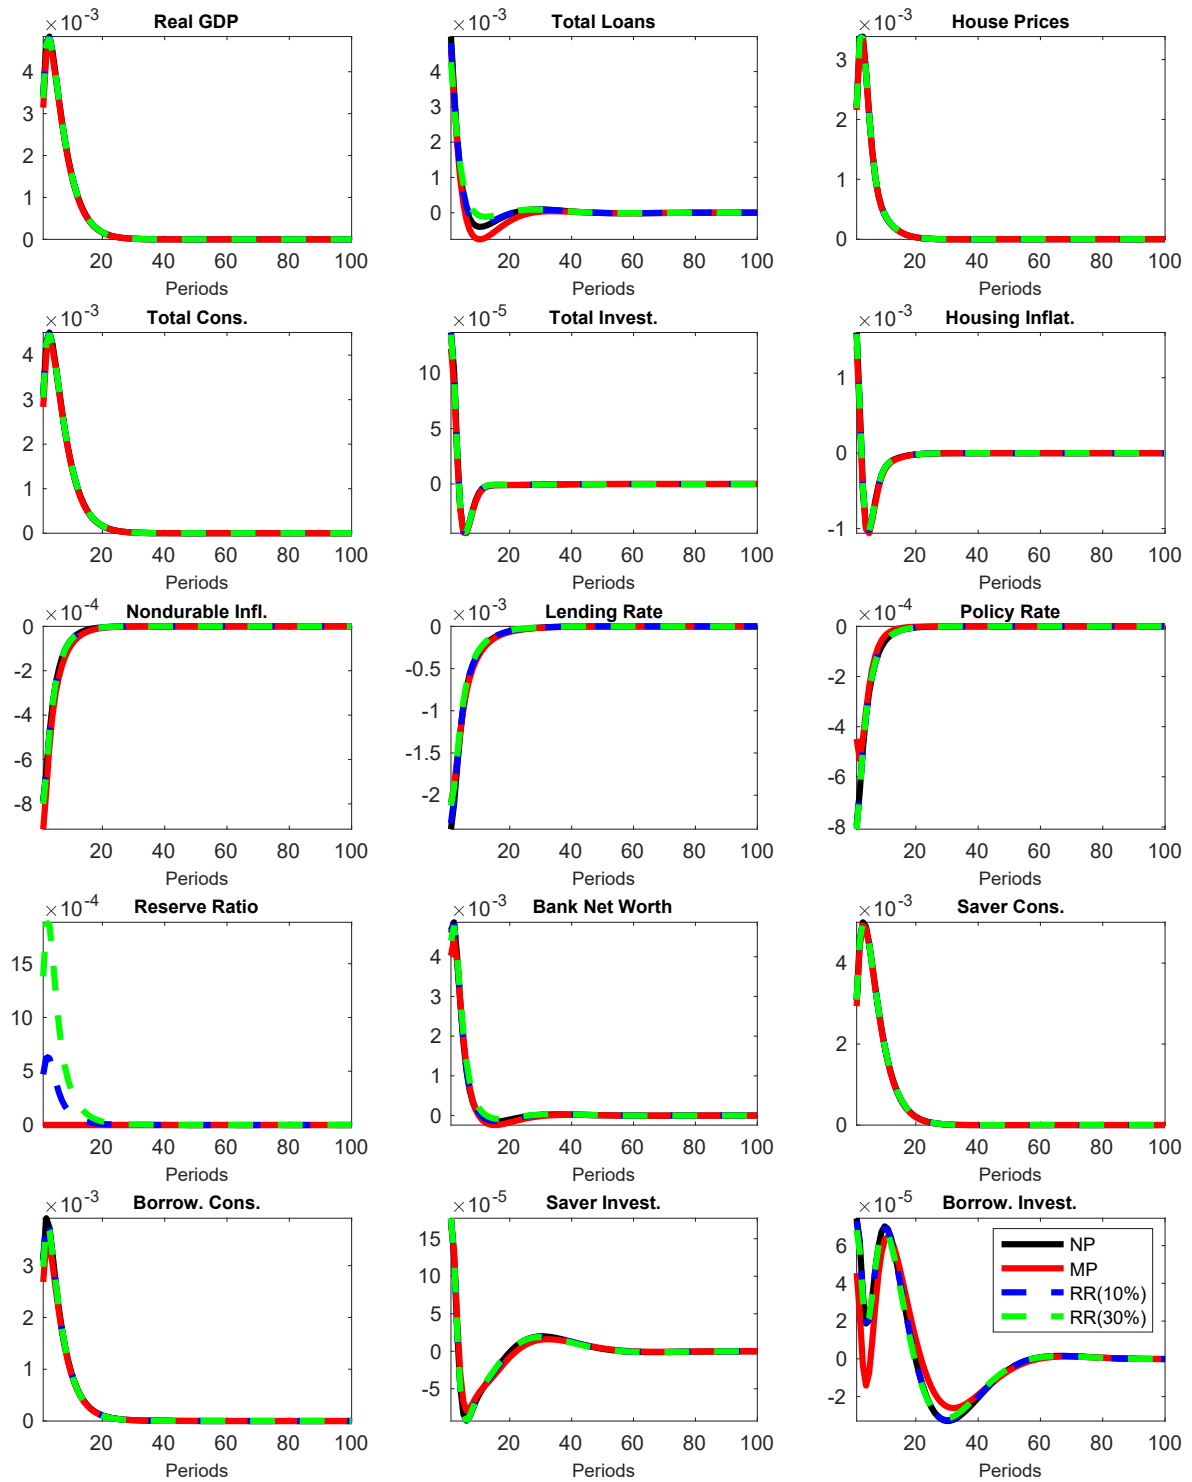 Real GDP
Total Loans
House Prices
×10^-3
×10^-3
×10^-3
4
3
2
1
0
20 40 60 80 100
Periods
4
3
2
1
0
20 40 60 80 100
Periods
3
2
1
0
20 40 60 80 100
Periods
Total Cons.
Total Invest.
Housing Inflat.
×10^-3
×10^-5
×10^-3
4
3
2
1
0
20 40 60 80 100
Periods
10
5
0
20 40 60 80 100
Periods
1
0
-1
20 40 60 80 100
Periods
Nondurable Infl.
Lending Rate
Policy Rate
×10^-4
×10^-3
×10^-4
0
-2
-4
-6
-8
20 40 60 80 100
Periods
0
-0.5
-1
-1.5
-2
20 40 60 80 100
Periods
0
-2
-4
-6
-8
20 40 60 80 100
Periods
Reserve Ratio
Bank Net Worth
Saver Cons.
×10^-4
×10^-3
×10^-3
15
10
5
0
20 40 60 80 100
Periods
4
3
2
1
0
20 40 60 80 100
Periods
4
2
0
20 40 60 80 100
Periods
Borrow. Cons.
Saver Invest.
Borrow. Invest.
×10^-3
×10^-5
×10^-5
3
2
1
0
20 40 60 80 100
Periods
15
10
5
0
-5
20 40 60 80 100
Periods
6
4
2
0
-2
20 40 60 80 100
Periods
NP
MP
RR(10%)
RR(30%)